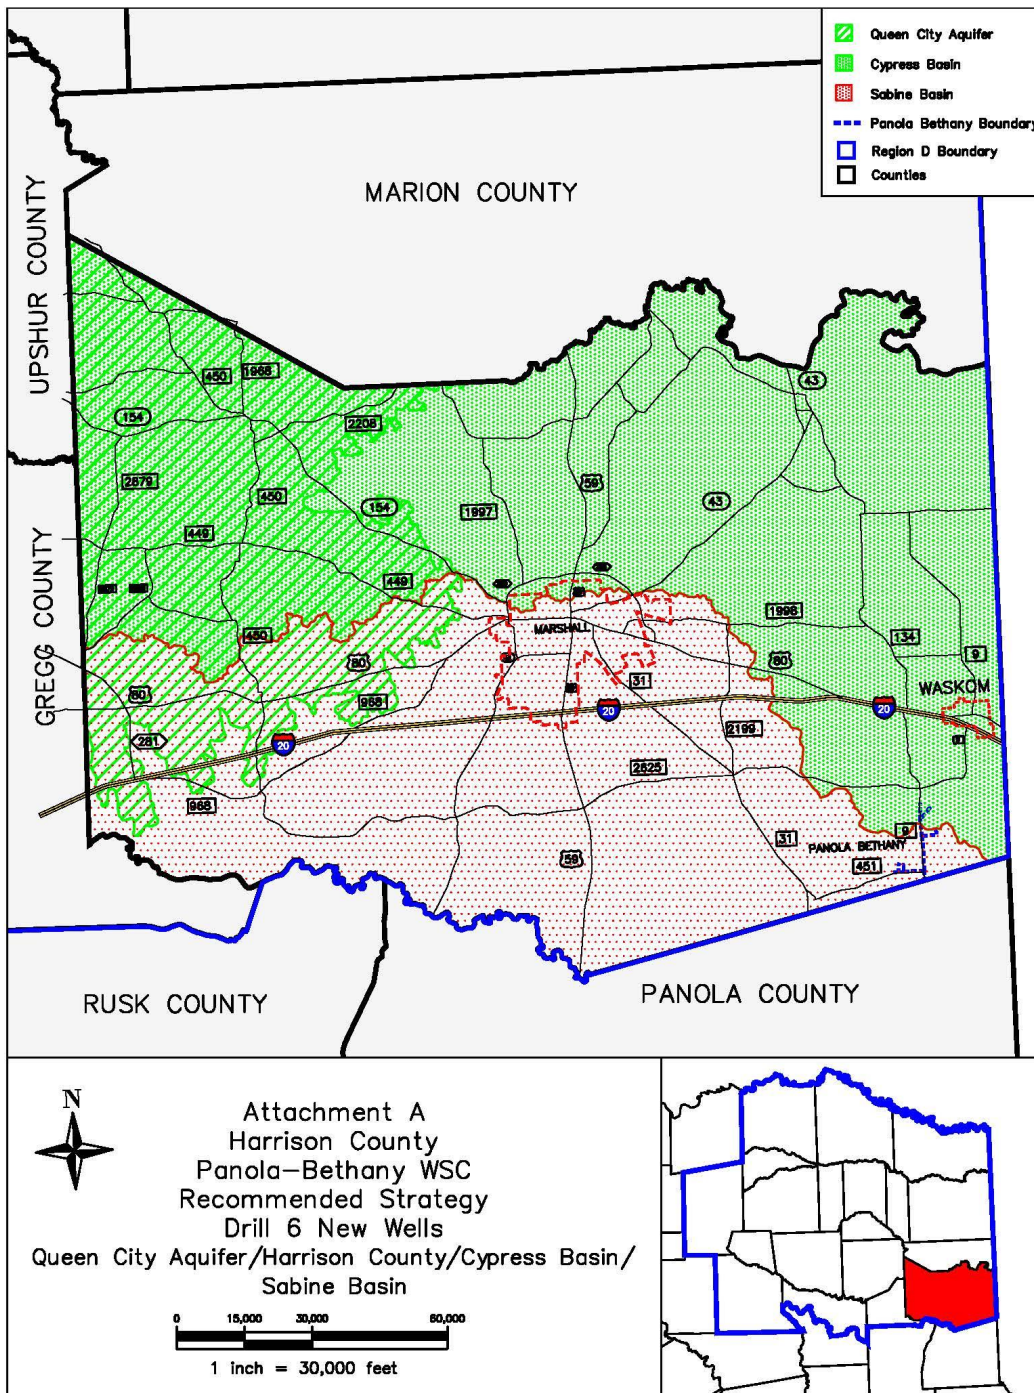 Queen City Aquifer
Cypress Basin
Sabine Basin
Panola Bethany Boundary
Region D Boundary
Counties
MARION COUNTY
UPSHUR COUNTY
GREGG COUNTY
450
1968
154
2208
43
2879
450
154
1997
59
43
449
449
1998
450
MARSHALL
134
9
80
80
80
31
WASKOM
968
20
20
281
20
2199
2625
968
31
9
PANOLA BETHANY
59
451
RUSK COUNTY
PANOLA COUNTY
N
Attachment A
Harrison County
Panola-Bethany WSC
Recommended Strategy
Drill 6 New Wells
Queen City Aquifer/Harrison County/Cypress Basin/
Sabine Basin
0 15,000 30,000 60,000
1 inch = 30,000 feet